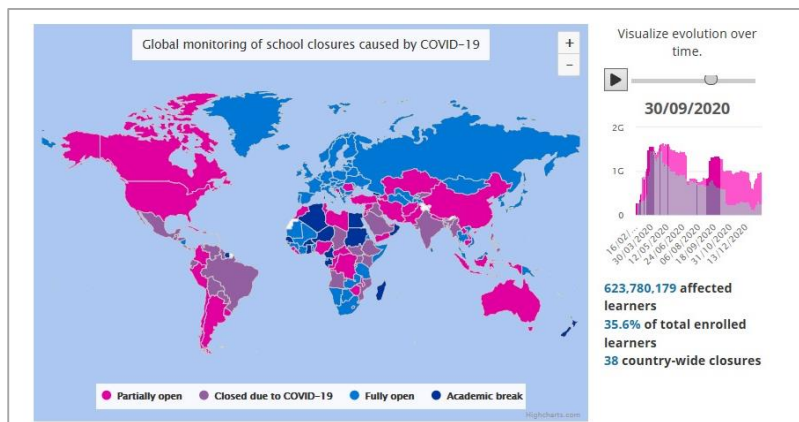 Global monitoring of school closures caused by COVID-19
+
−
Partially open
Closed due to COVID-19
Fully open
Academic break
Highcharts.com
Visualize evolution over
time.
30/09/2020
2G
1G
0
16/02/...
30/03/2020
12/05/2020
24/06/2020
06/08/2020
18/09/2020
31/10/2020
13/12/2020
623,780,179 affected
learners
35.6% of total enrolled
learners
38 country-wide closures